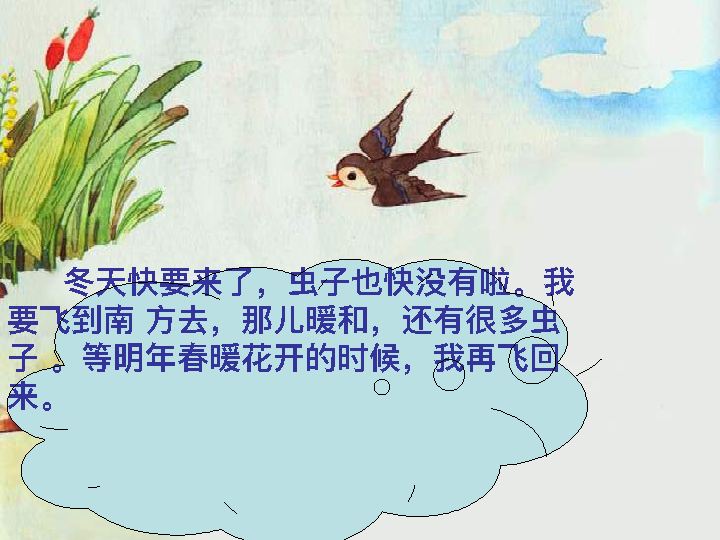 冬天快要来了，虫子也快没有啦。我
要飞到南 方去，那儿暖和，还有很多虫
子 。等明年春暖花开的时候，我再飞回
来。